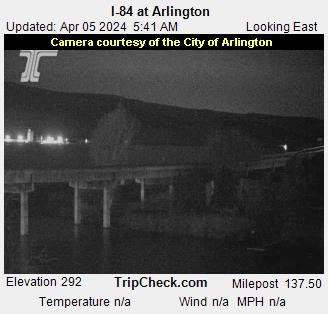 I-84 at Arlington
Updated: Apr 05 2024 5:41 AM Looking East
Camera courtesy of the City of Arlington
Elevation 292 TripCheck.com Milepost 137.50
Temperature n/a Wind n/a MPH n/a